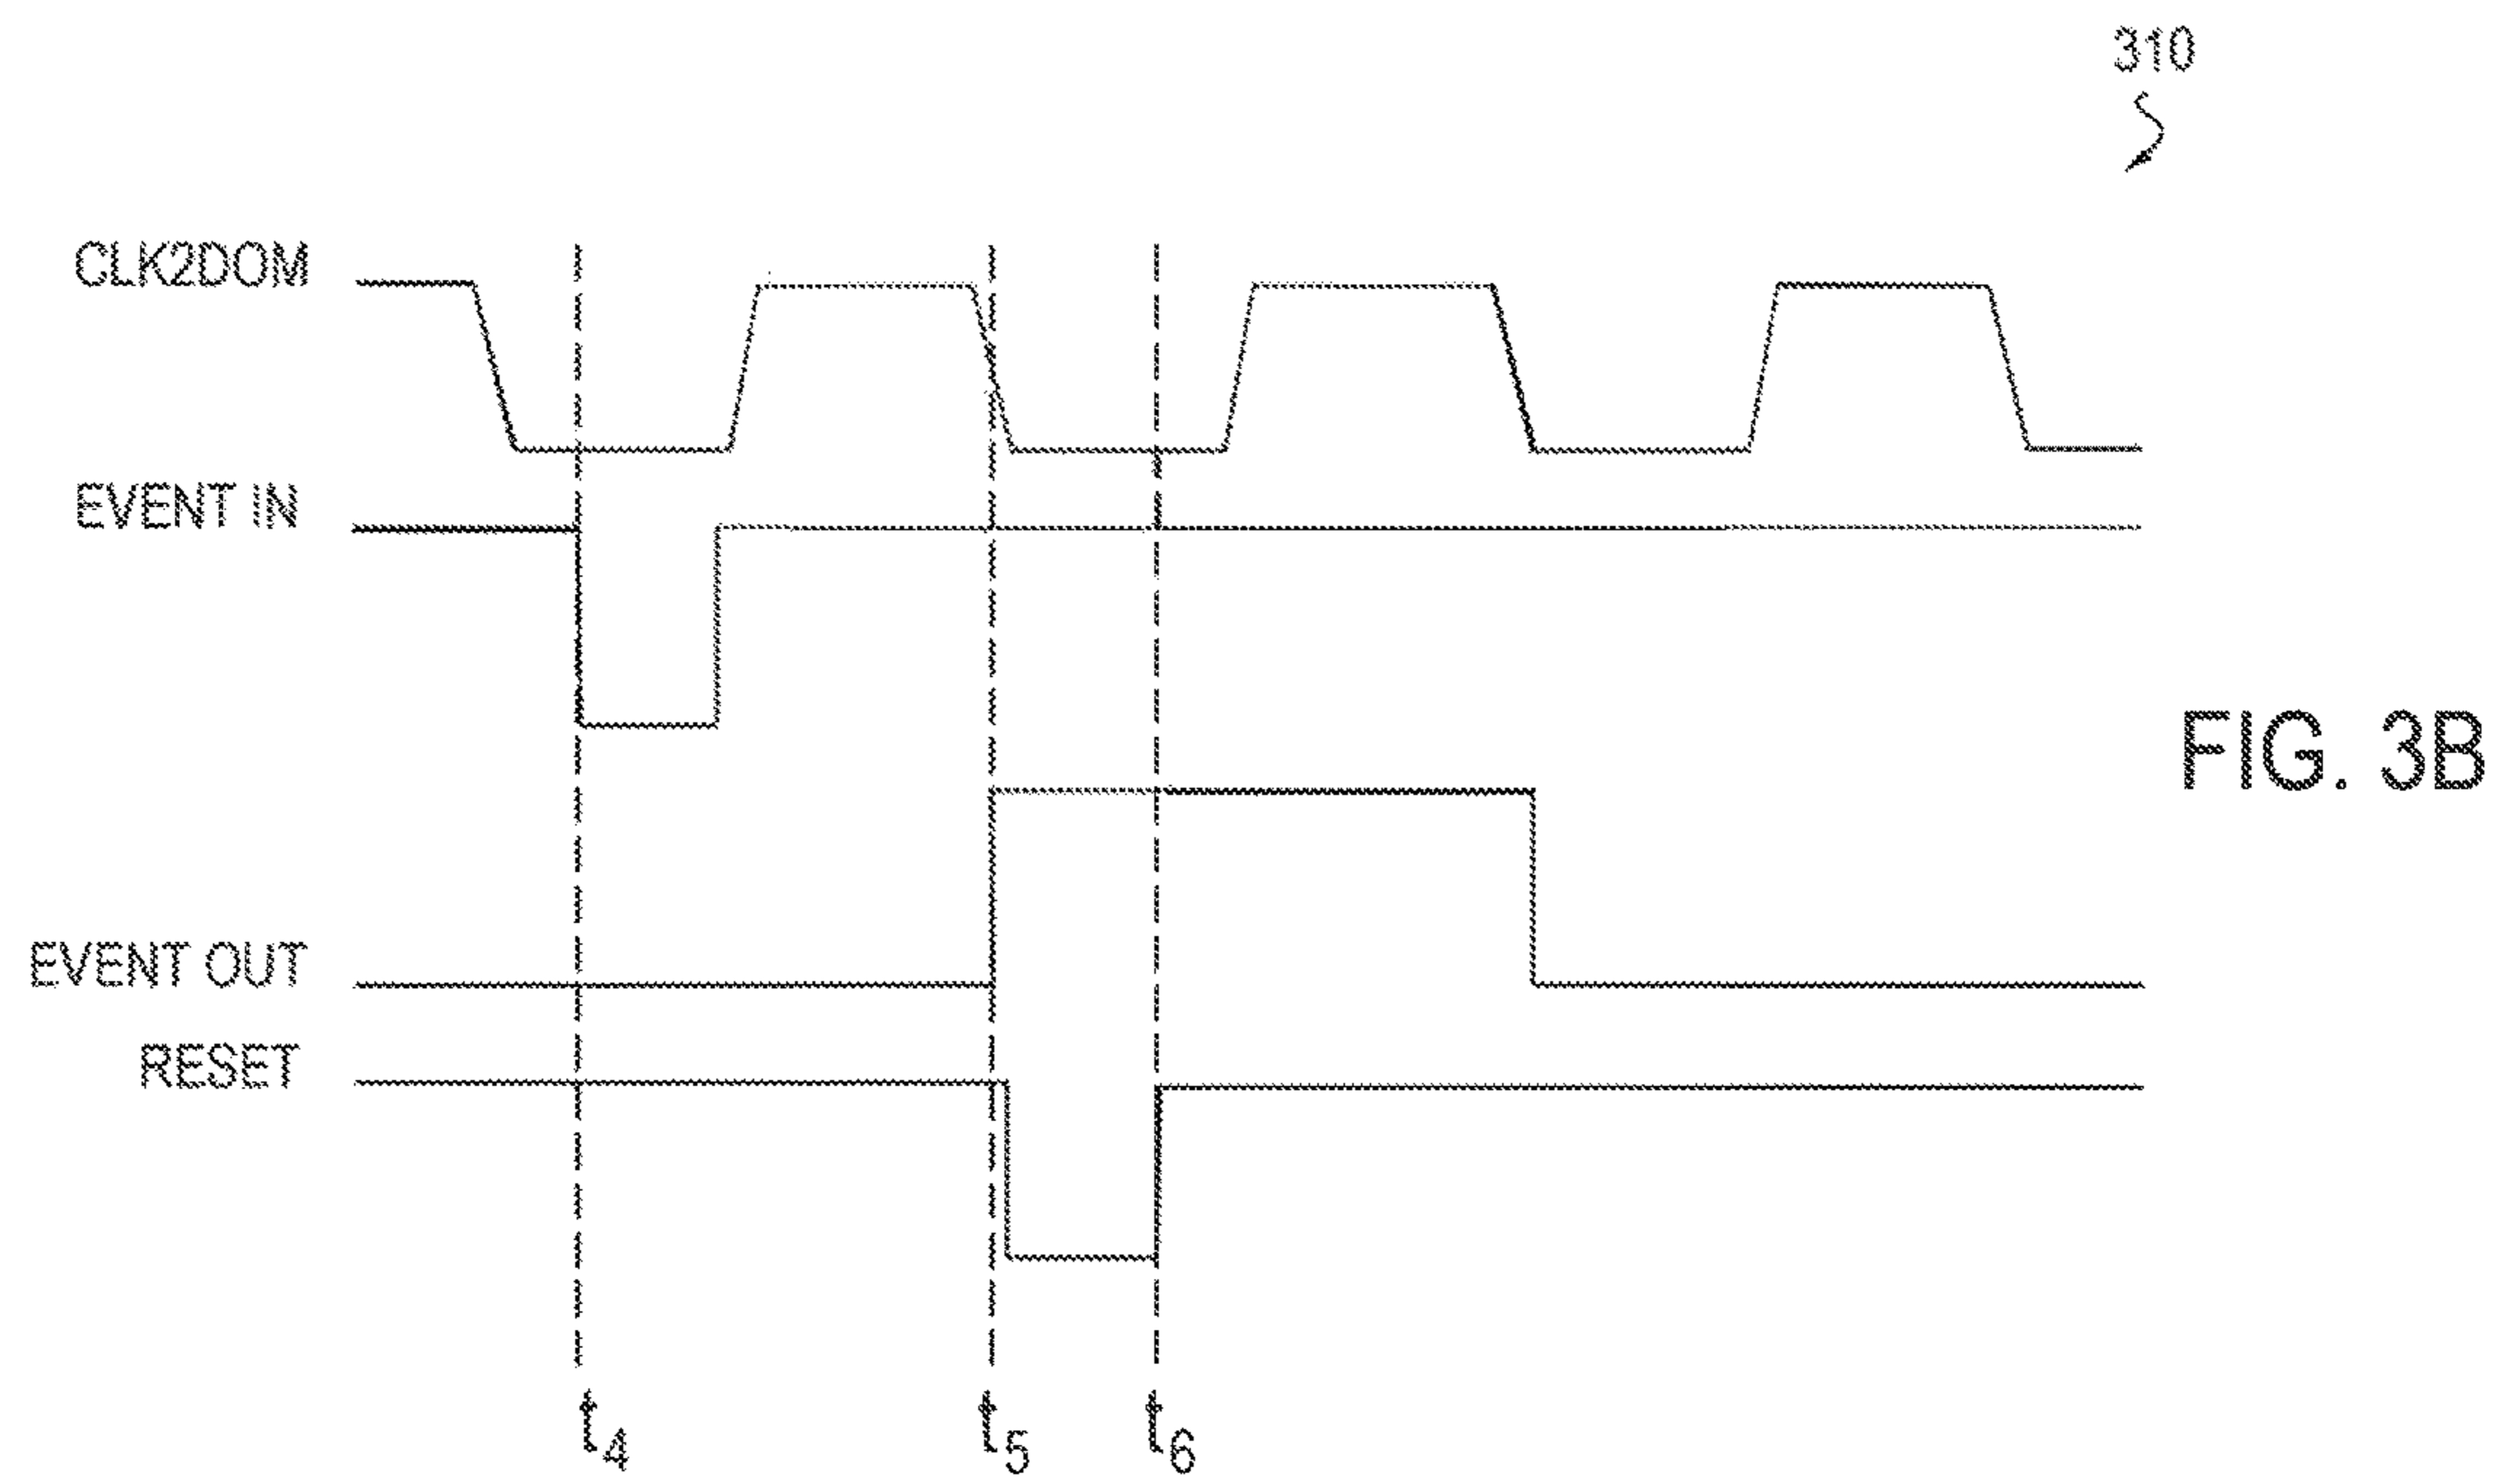 310
CLK2DOM
EVENT IN
FIG. 3B
EVENT OUT
RESET
t4
t5
t6